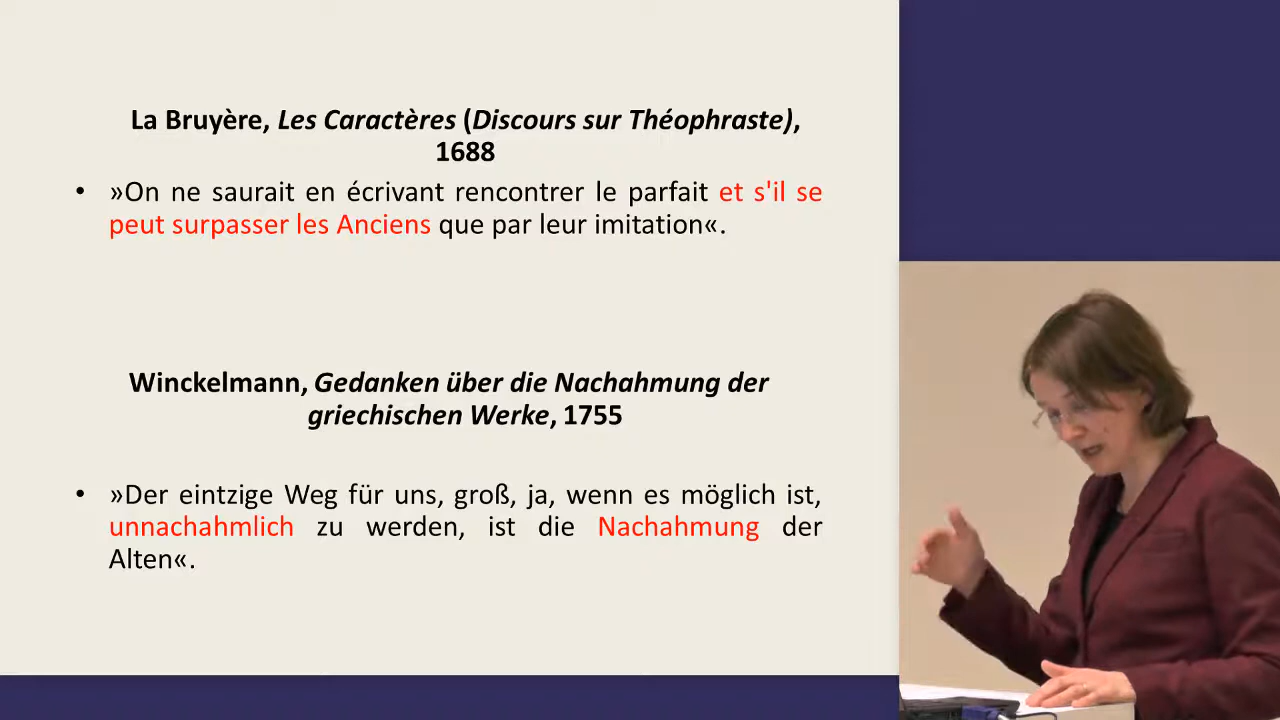 La Bruyère, Les Caractères (Discours sur Théophraste),
1688
• »On ne saurait en écrivant rencontrer le parfait et s'il se
peut surpasser les Anciens que par leur imitation«.
Winckelmann, Gedanken über die Nachahmung der
griechischen Werke, 1755
• »Der eintzige Weg für uns, groß, ja, wenn es möglich ist,
unnachahmlich zu werden, ist die Nachahmung der
Alten«.